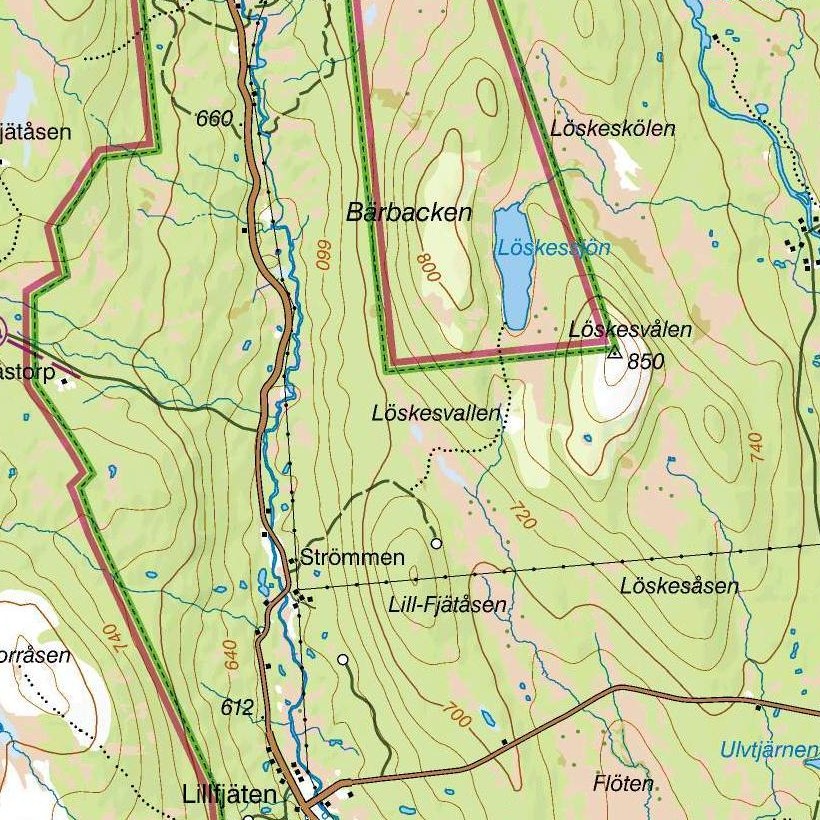 660
jätåsen
Löskeskölen
Bärbacken
Löskessjön
660
800
Löskesvålen
850
åstorp
Löskesvallen
740
720
Strömmen
Löskesåsen
Lill-Fjätåsen
740
640
orråsen
612
700
Ulvtjärnen
Flöten
Lillfjäten